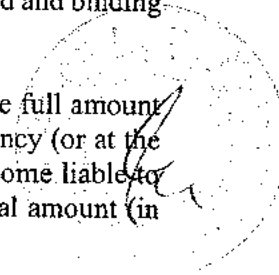 d and binding
e full amount
ncy (or at the
ome liable to
al amount (in